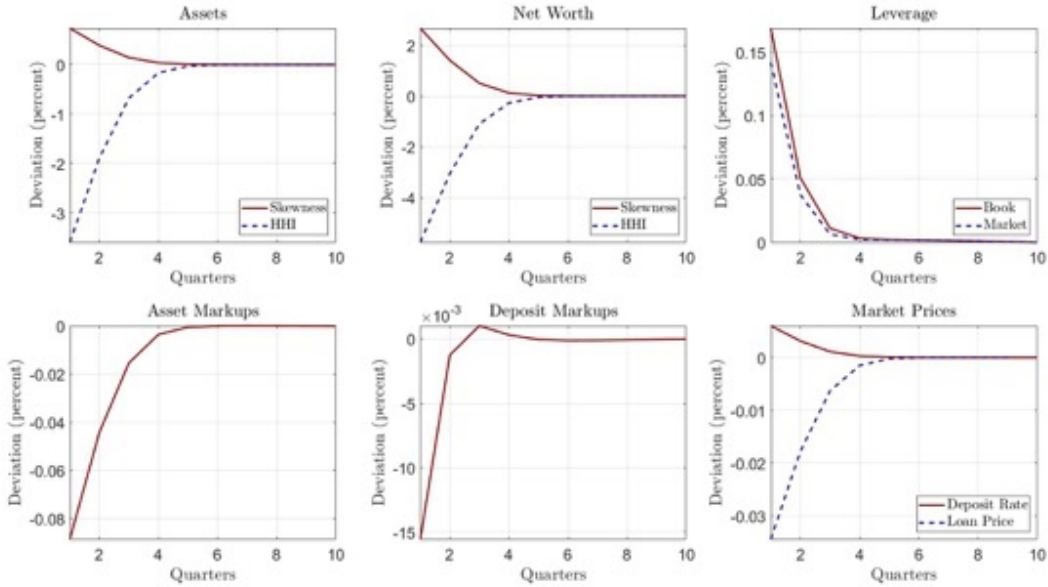 Assets
Deviation (percent)
0
-1
-2
-3
2
4
6
8
10
Quarters
Skewness
HHI
Net Worth
Deviation (percent)
2
0
-2
-4
2
4
6
8
10
Quarters
Skewness
HHI
Leverage
Deviation (percent)
0.15
0.1
0.05
0
2
4
6
8
10
Quarters
Book
Market
Asset Markups
Deviation (percent)
0
-0.02
-0.04
-0.06
-0.08
2
4
6
8
10
Quarters
Deposit Markups
×10-3
Deviation (percent)
0
-5
-10
-15
2
4
6
8
10
Quarters
Market Prices
Deviation (percent)
0
-0.01
-0.02
-0.03
2
4
6
8
10
Quarters
Deposit Rate
Loan Price